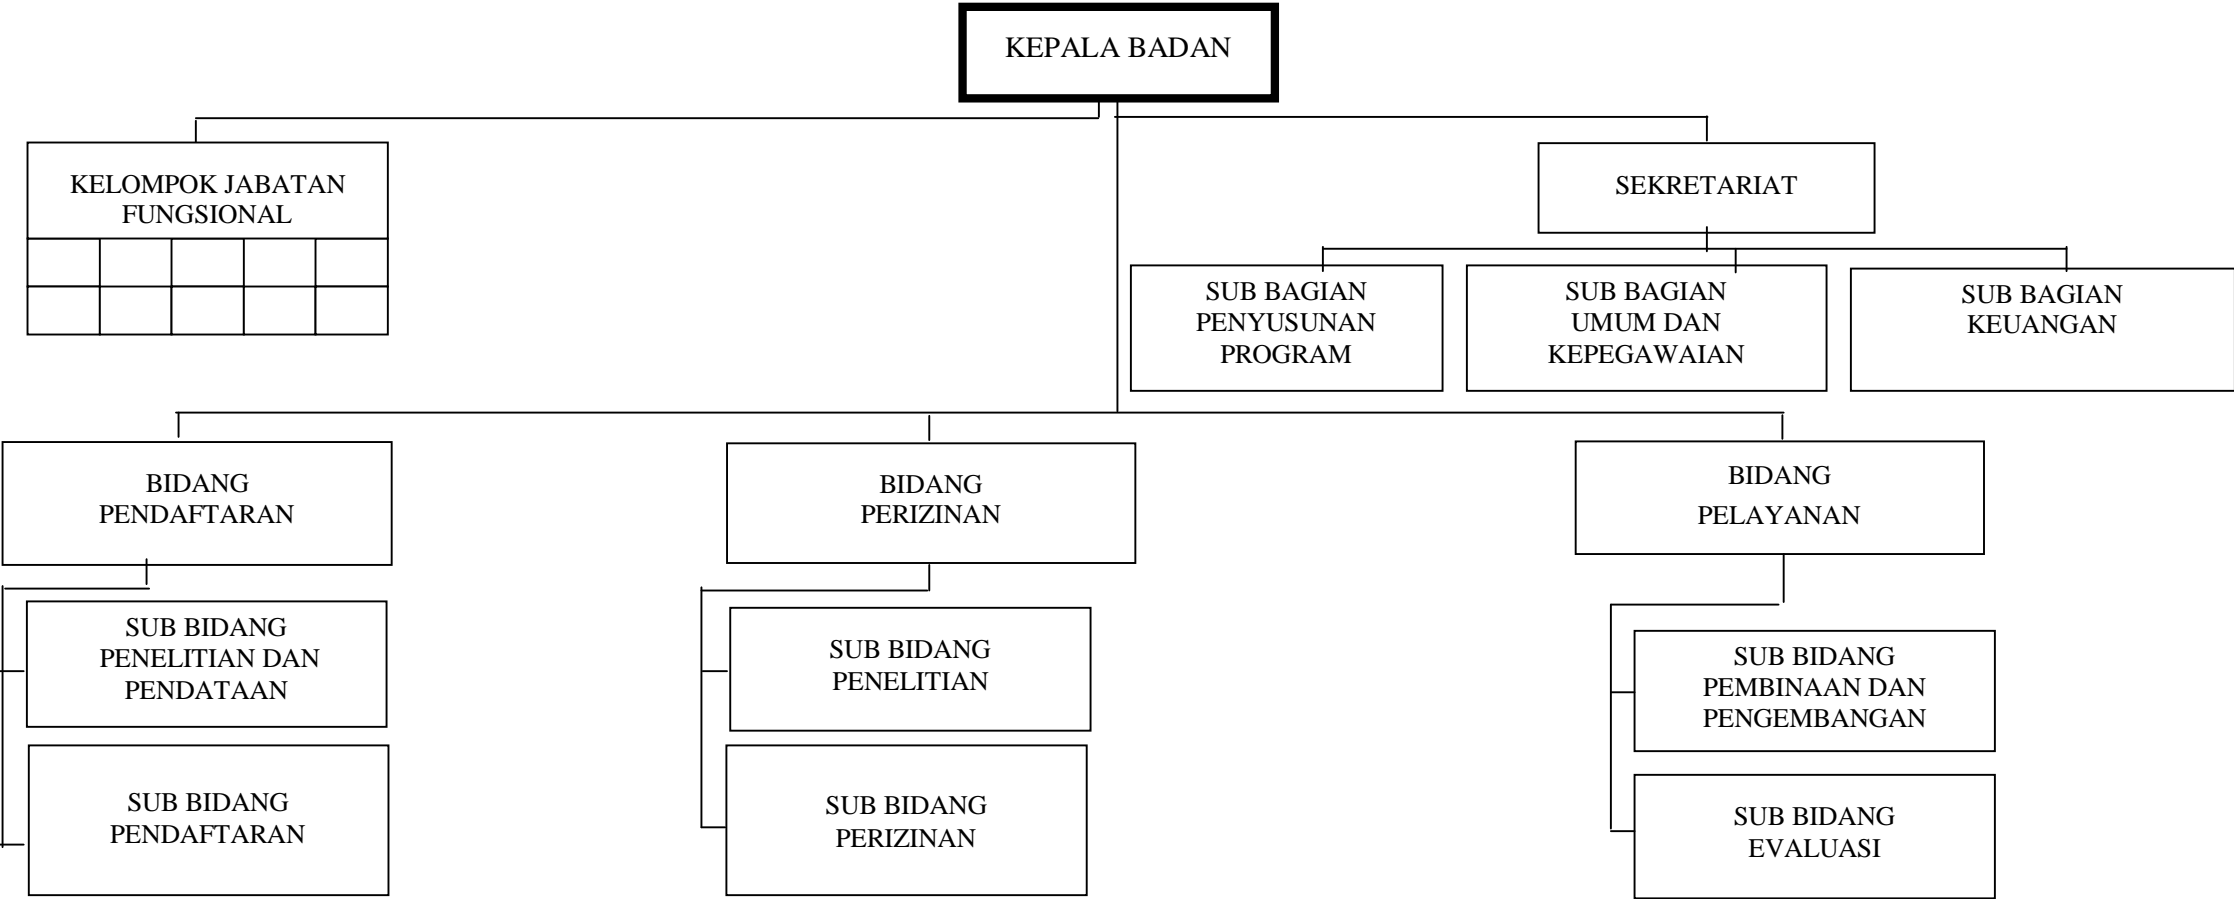 KEPALA BADAN
KELOMPOK JABATAN
FUNGSIONAL
SEKRETARIAT
SUB BAGIAN
PENYUSUNAN
PROGRAM
SUB BAGIAN
UMUM DAN
KEPEGAWAIAN
SUB BAGIAN
KEUANGAN
BIDANG
PENDAFTARAN
BIDANG
PERIZINAN
BIDANG
PELAYANAN
SUB BIDANG
PENELITIAN DAN
PENDATAAN
SUB BIDANG
PENELITIAN
SUB BIDANG
PEMBINAAN DAN
PENGEMBANGAN
SUB BIDANG
PENDAFTARAN
SUB BIDANG
PERIZINAN
SUB BIDANG
EVALUASI